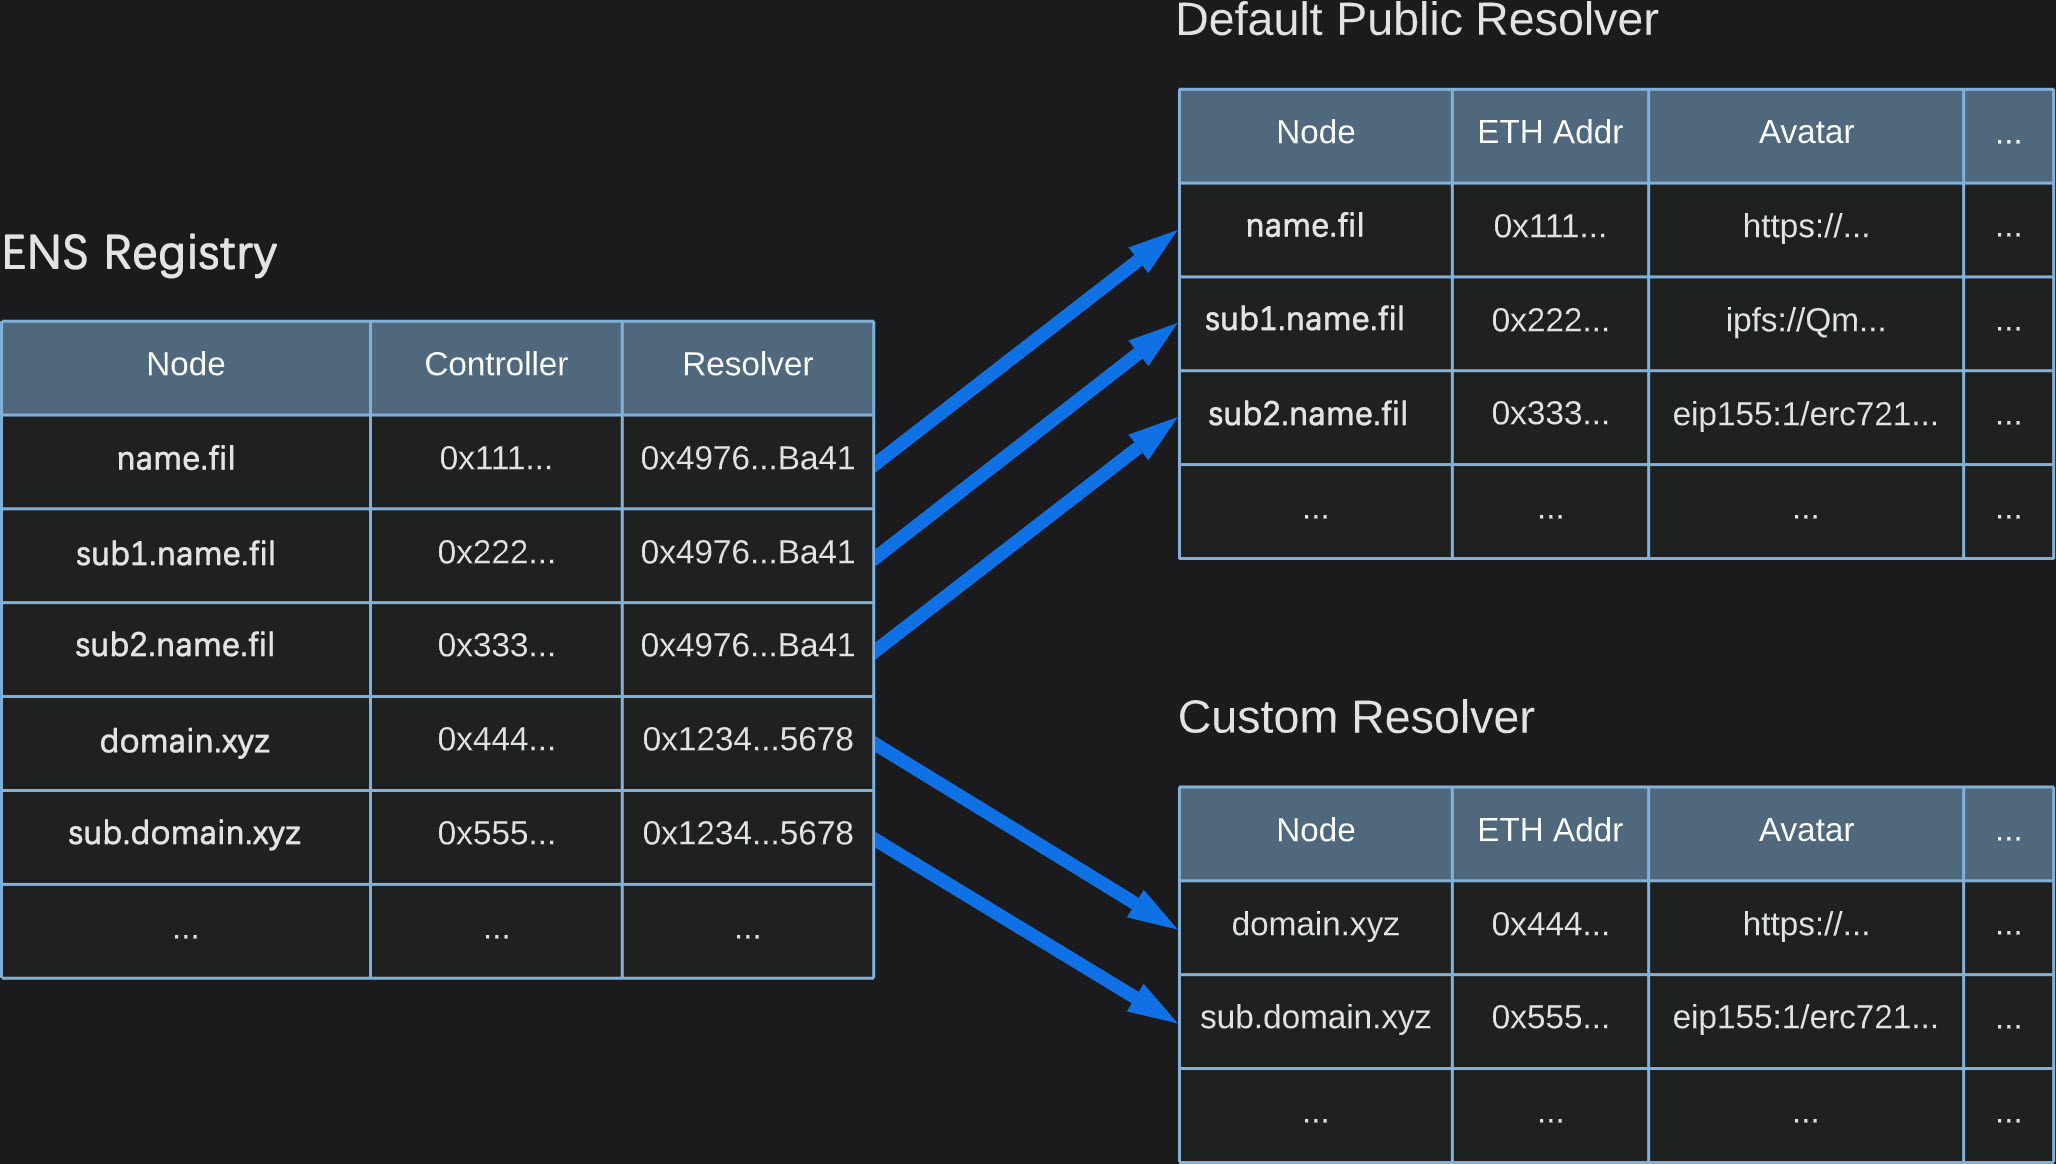 Default Public Resolver
Node ETH Addr Avatar ...
name.fil 0x111... https://... ...
sub1.name.fil 0x222... ipfs://Qm... ...
sub2.name.fil 0x333... eip155:1/erc721... ...
... ... ... ...
ENS Registry
Node Controller Resolver
name.fil 0x111... 0x4976...Ba41
sub1.name.fil 0x222... 0x4976...Ba41
sub2.name.fil 0x333... 0x4976...Ba41
domain.xyz 0x444... 0x1234...5678
sub.domain.xyz 0x555... 0x1234...5678
... ... ...
Custom Resolver
Node ETH Addr Avatar ...
domain.xyz 0x444... https://... ...
sub.domain.xyz 0x555... eip155:1/erc721... ...
... ... ... ...